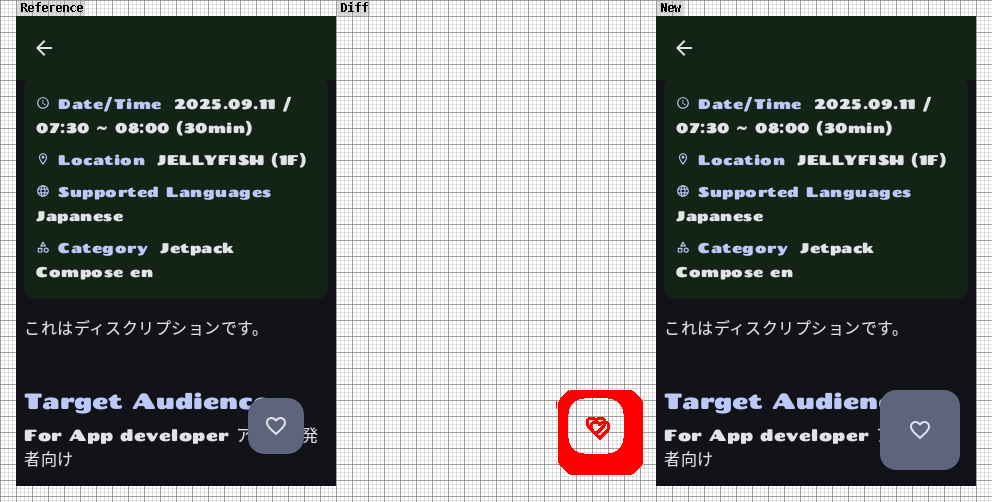 Reference
Diff
New
Date/Time 2025.09.11 /
07:30 ~ 08:00 (30min)
Location JELLYFISH (1F)
Supported Languages
Japanese
Category Jetpack
Compose en
これはディスクリプションです。
Target Audience
For App developer ア 発
者向け
Date/Time 2025.09.11 /
07:30 ~ 08:00 (30min)
Location JELLYFISH (1F)
Supported Languages
Japanese
Category Jetpack
Compose en
これはディスクリプションです。
Target Audien
For App developer
者向け